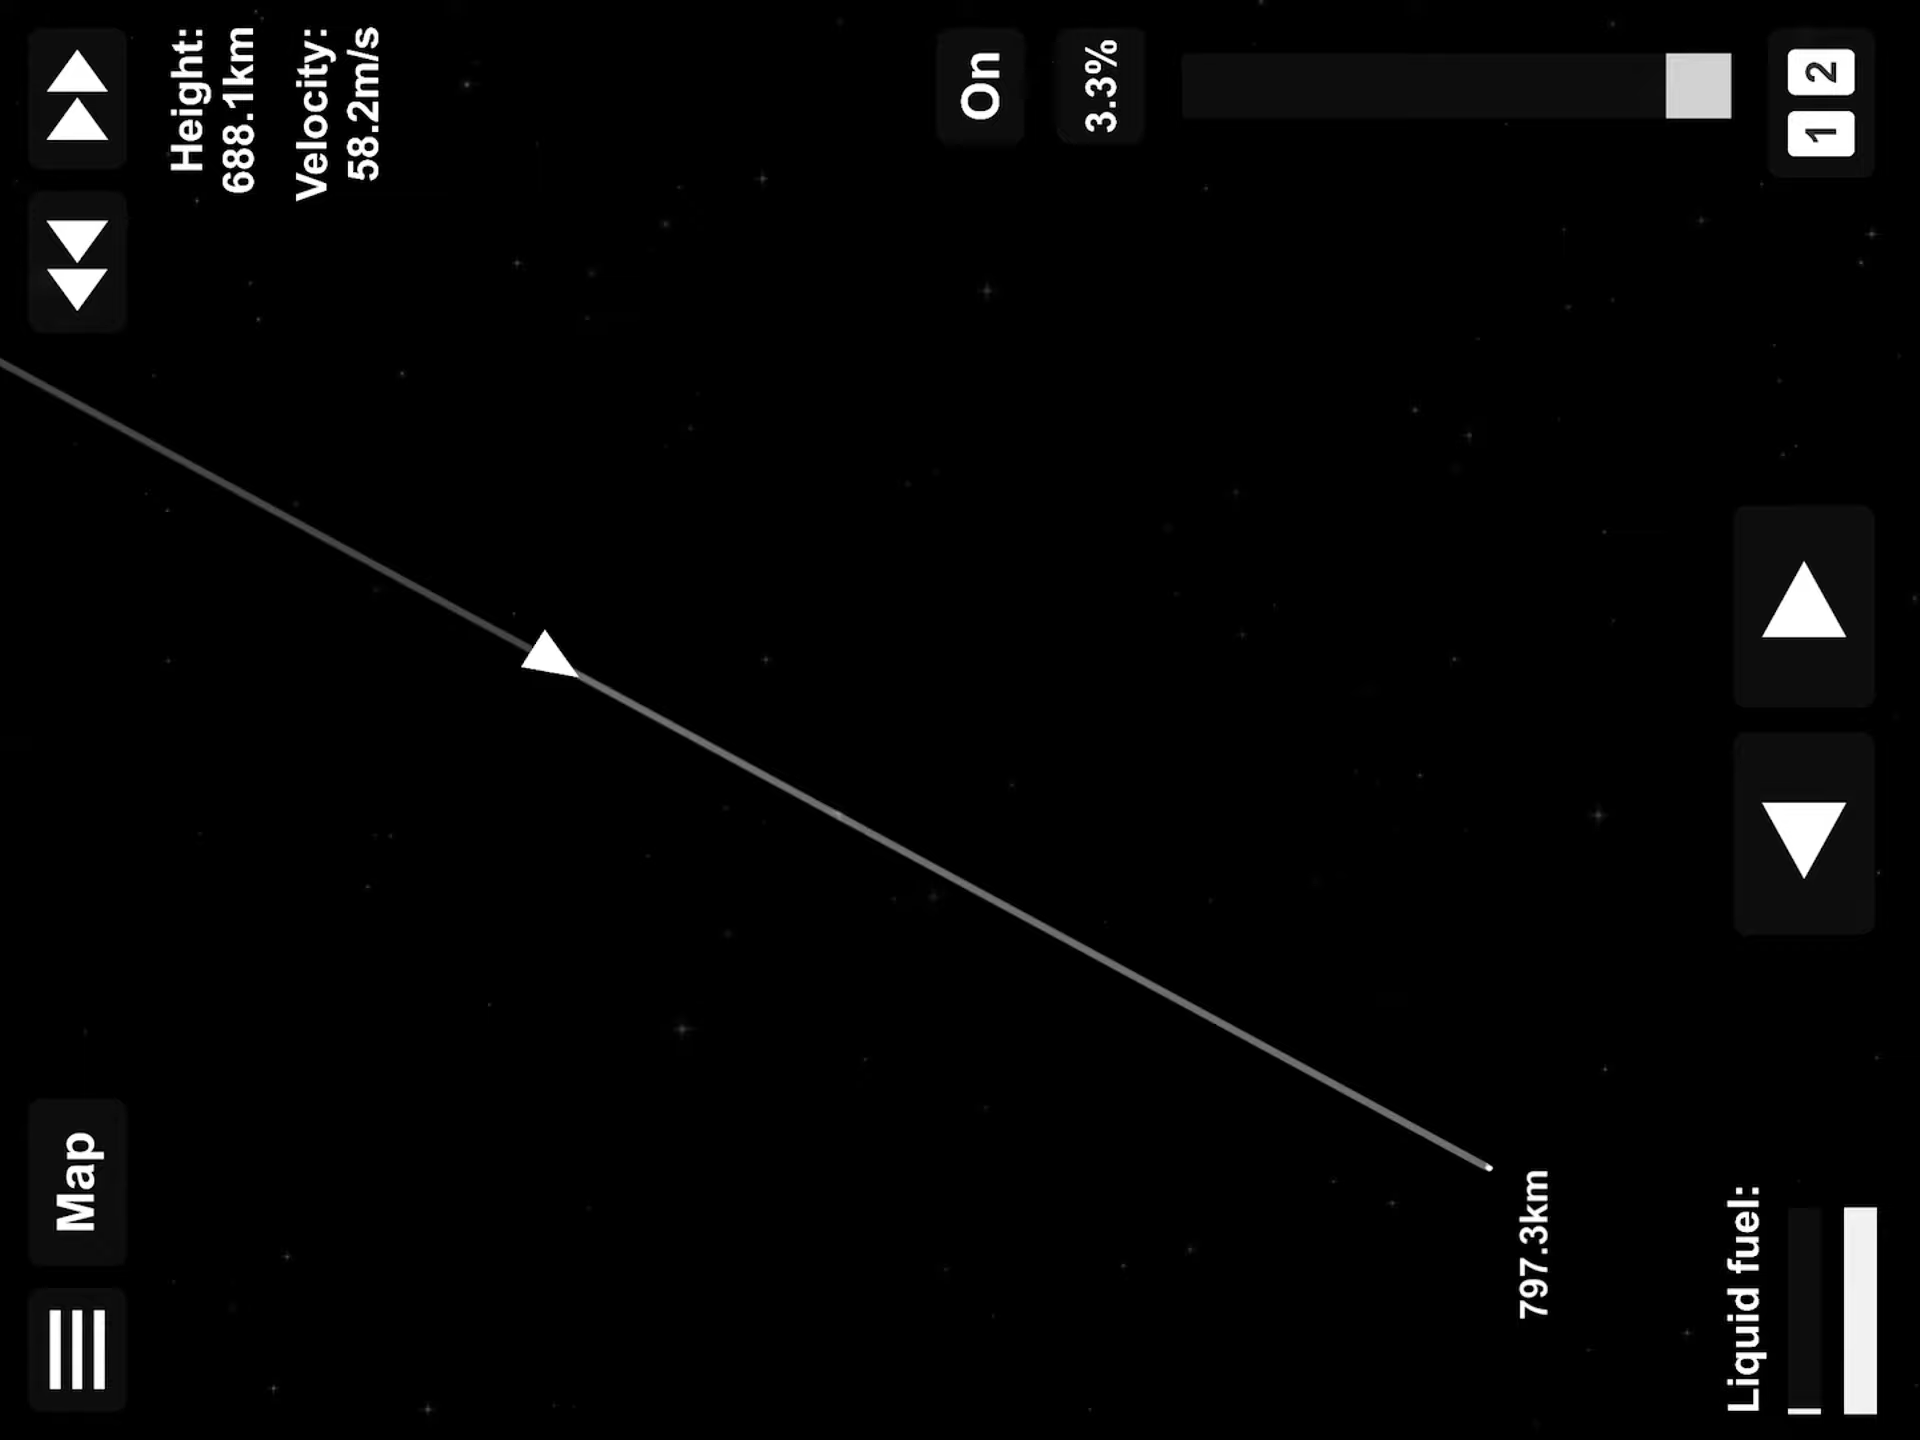 Map
Height:
688.1km
Velocity:
58.2m/s
On
3.3%
797.3km
Liquid fuel:
1 2